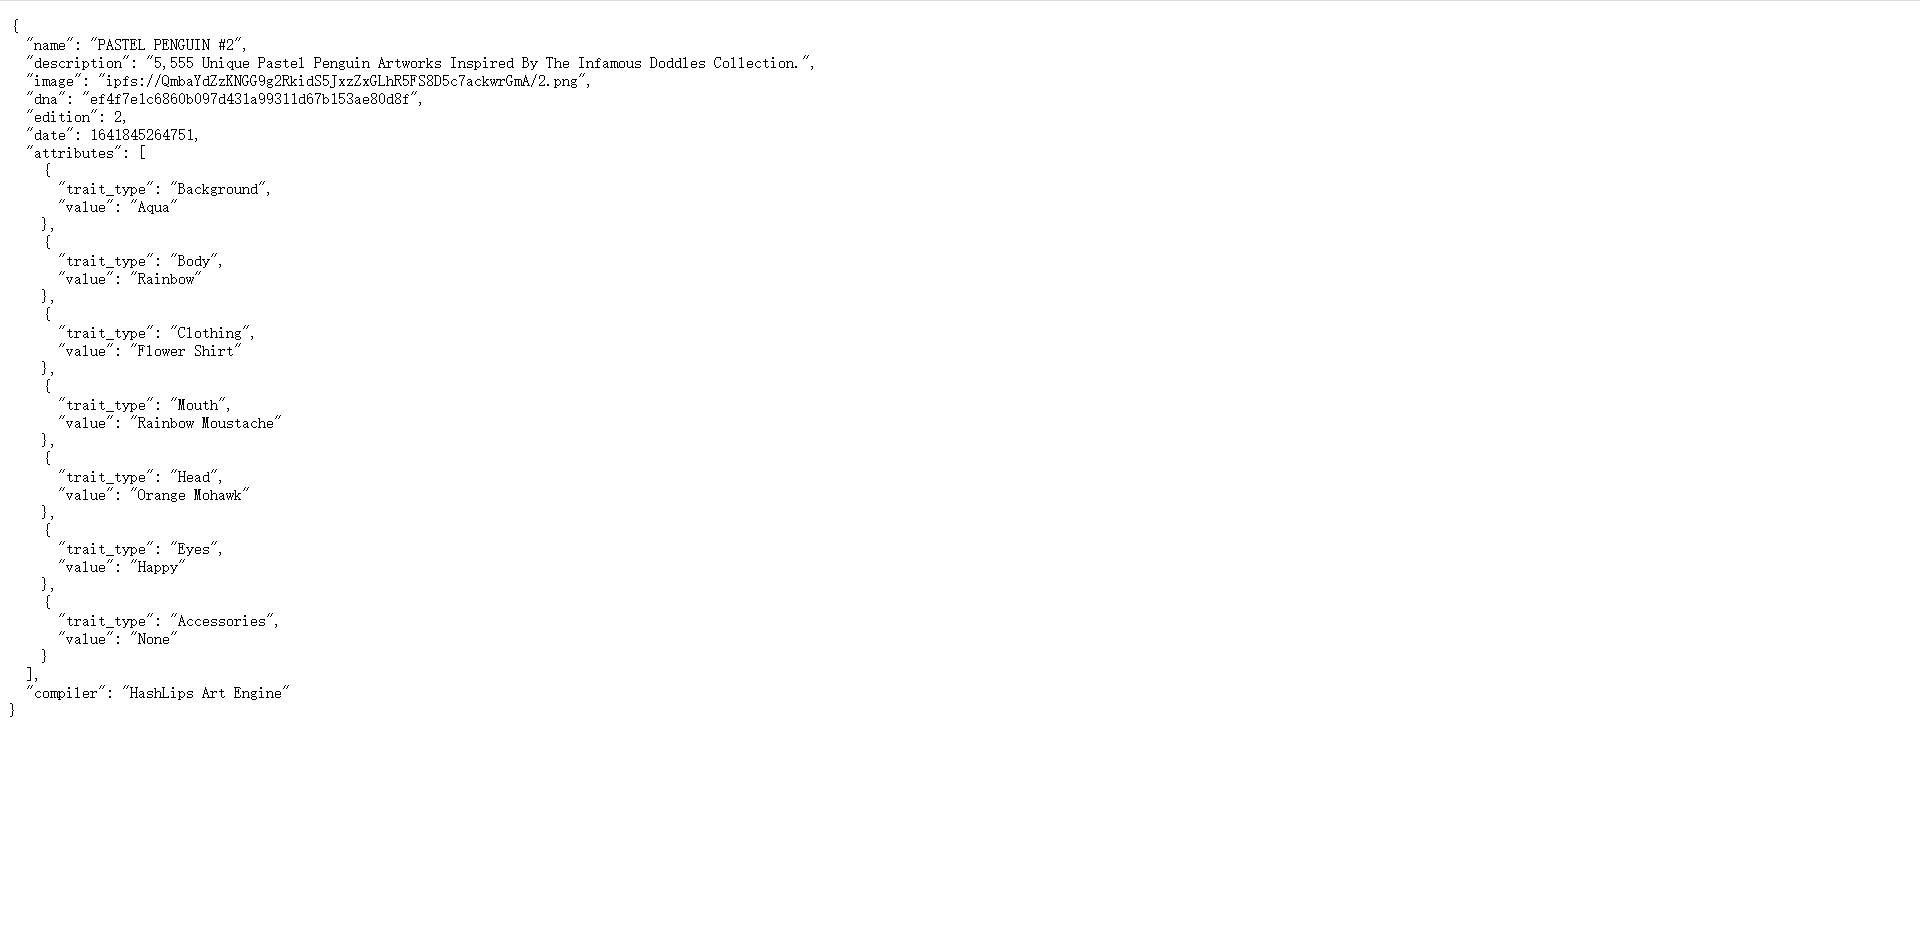 {
  "name": "PASTEL PENGUIN #2",
  "description": "5,555 Unique Pastel Penguin Artworks Inspired By The Infamous Doddles Collection.",
  "image": "ipfs://QmbaYdZzKNGG9g2RkidS5JxzZxGLhR5FS8D5c7ackwrGmA/2.png",
  "dna": "ef4f7e1c6860b097d431a99311d67b153ae80d8f",
  "edition": 2,
  "date": 1641845264751,
  "attributes": [
    {
      "trait_type": "Background",
      "value": "Aqua"
    },
    {
      "trait_type": "Body",
      "value": "Rainbow"
    },
    {
      "trait_type": "Clothing",
      "value": "Flower Shirt"
    },
    {
      "trait_type": "Mouth",
      "value": "Rainbow Moustache"
    },
    {
      "trait_type": "Head",
      "value": "Orange Mohawk"
    },
    {
      "trait_type": "Eyes",
      "value": "Happy"
    },
    {
      "trait_type": "Accessories",
      "value": "None"
    }
  ],
  "compiler": "HashLips Art Engine"
}